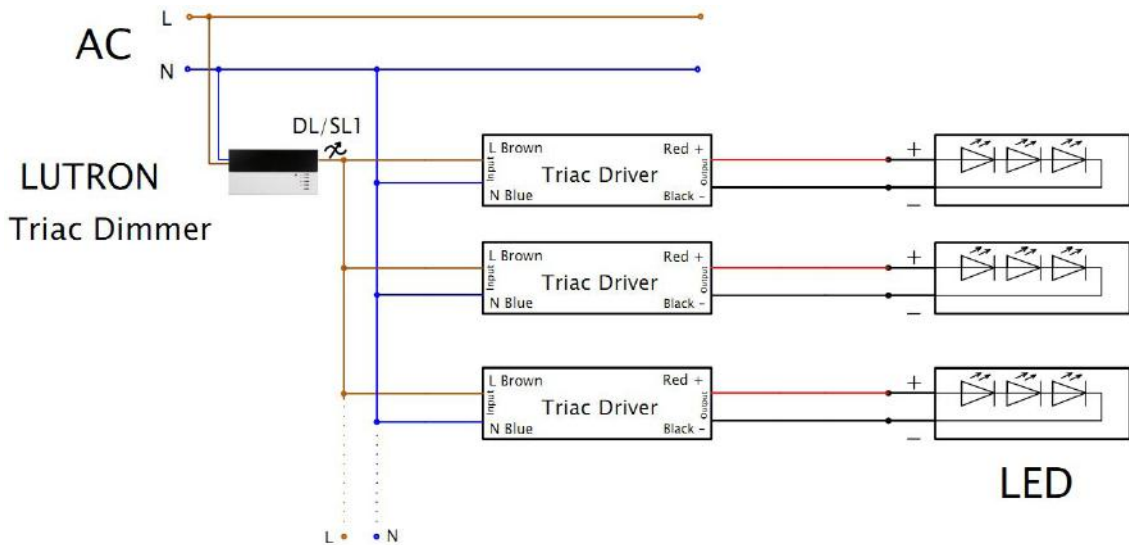 L
AC
N
DL/SL1
LUTRON
Triac Dimmer
L Brown
Input
N Blue
Triac Driver
Red +
Output
Black -
+
-
L Brown
Input
N Blue
Triac Driver
Red +
Output
Black -
+
-
L Brown
Input
N Blue
Triac Driver
Red +
Output
Black -
+
-
LED
L
N